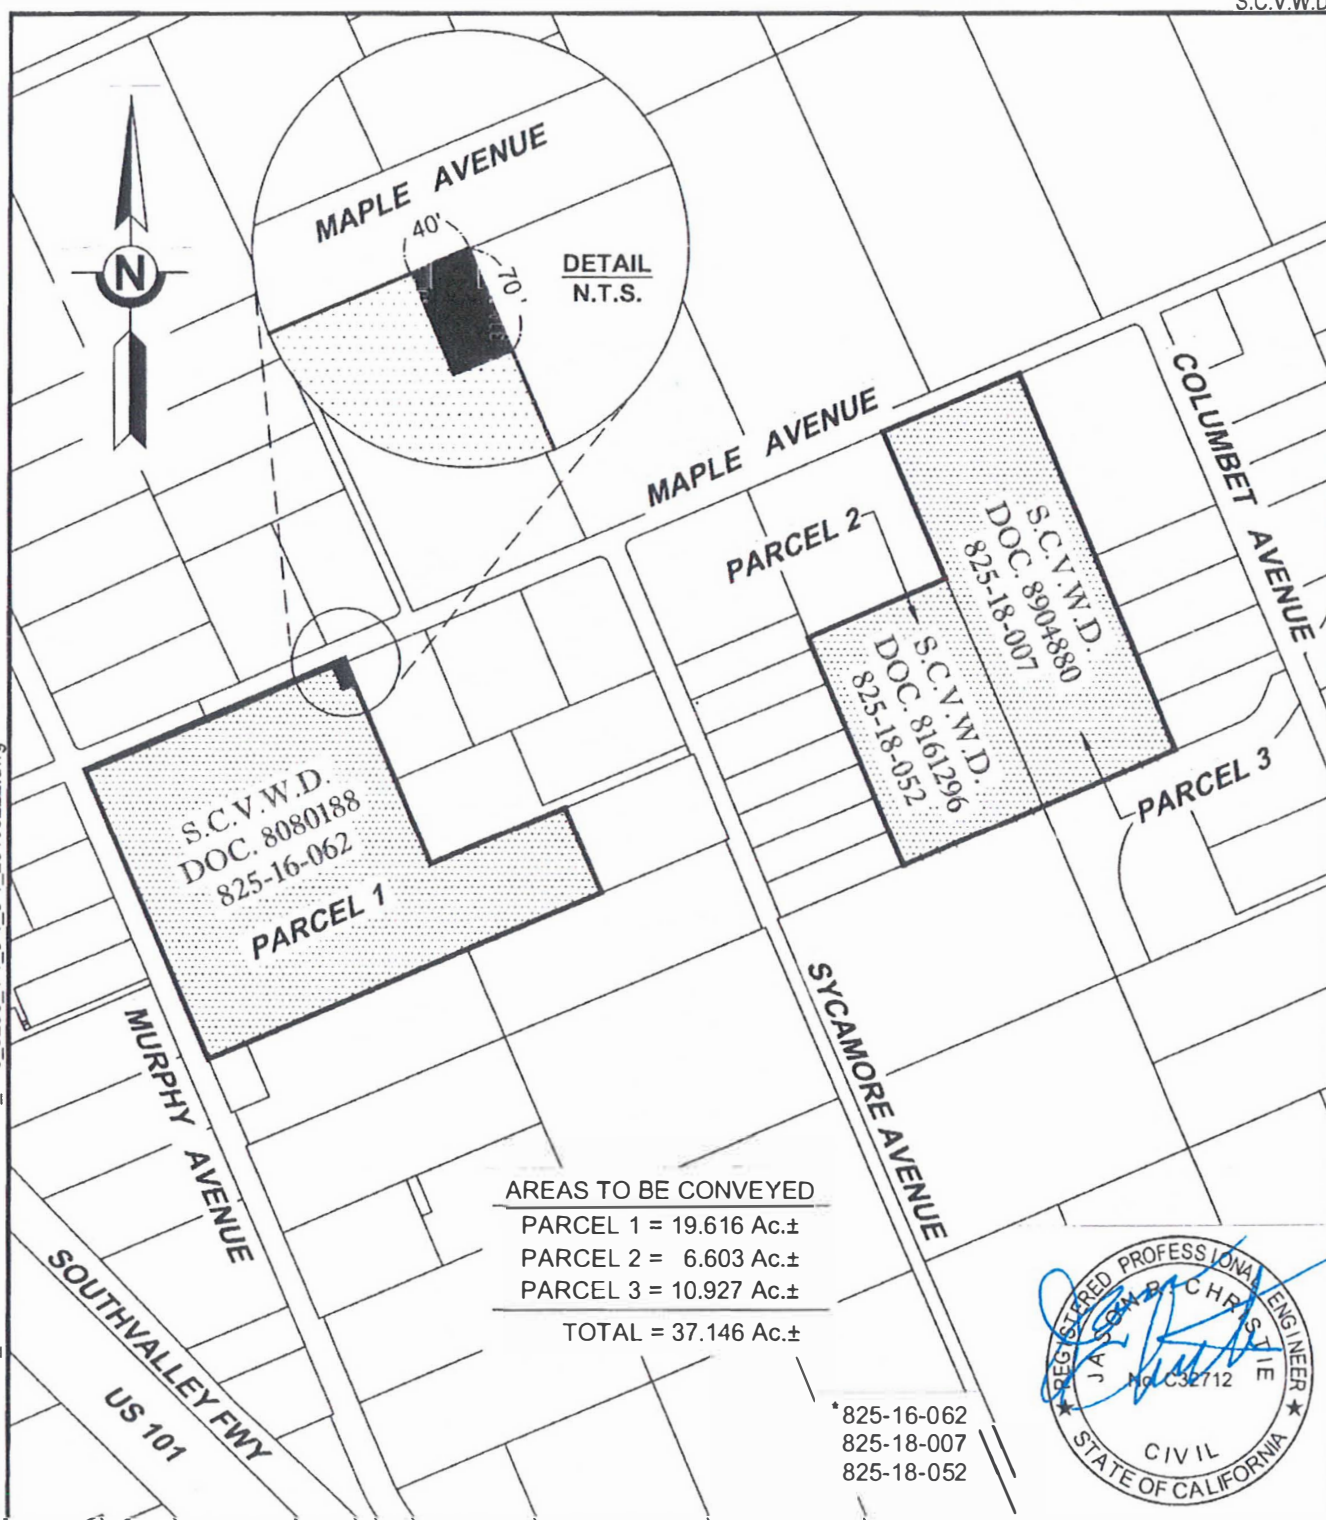 S.C.V.W.D
MAPLE AVENUE
40'
70'
DETAIL
N.T.S.
N
MAPLE AVENUE
COLUMBET AVENUE
PARCEL 2
S.C.V.W.D.
DOC. 8904880
825-18-007
S.C.V.W.D.
DOC. 8161296
825-18-052
PARCEL 3
S.C.V.W.D.
DOC. 8080188
825-16-062
PARCEL 1
MURPHY AVENUE
SYCAMORE AVENUE
SOUTHVALLEY FWY
US 101
AREAS TO BE CONVEYED
PARCEL 1 = 19.616 Ac.±
PARCEL 2 = 6.603 Ac.±
PARCEL 3 = 10.927 Ac.±
TOTAL = 37.146 Ac.±
*825-16-062
825-18-007
825-18-052
REGISTERED PROFESSIONAL ENGINEER
JASON B. CHRISTIE
No. C32712
CIVIL
STATE OF CALIFORNIA